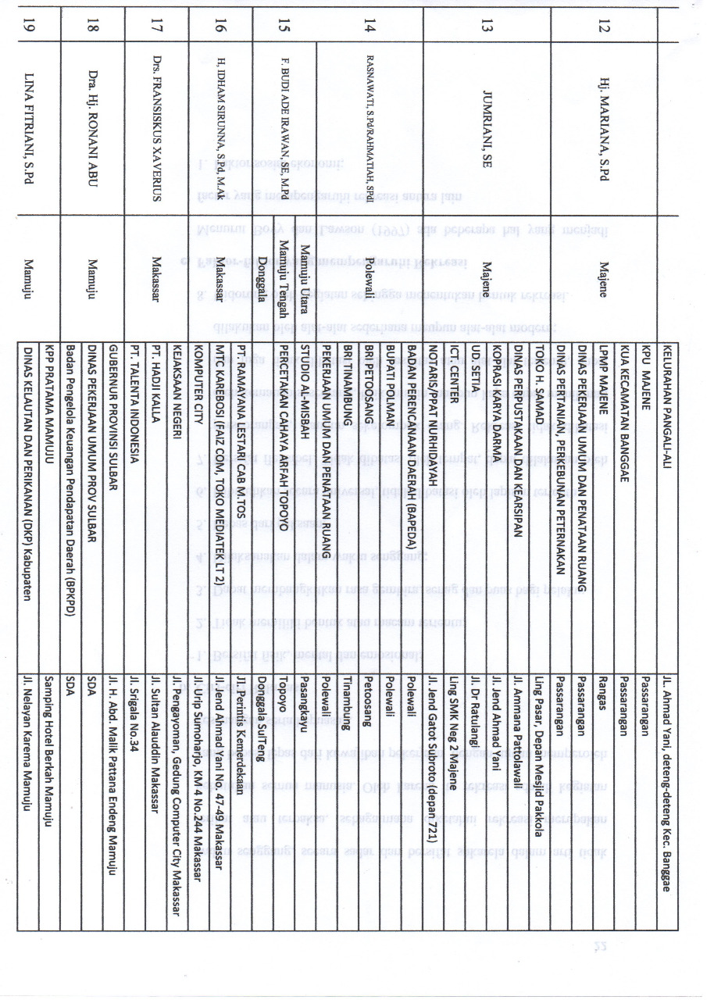 KELURAHAN PANGALI-ALI JL. Ahmad Yani, deteng-deteng Kec. Banggae
KPU MAJENE Passarangan
KUA KECAMATAN BANGGAE Passarangan
12 Hj. MARIANA, S.Pd Majene LPMP MAJENE Rangas
DINAS PEKERJAAN UMUM DAN PENATAAN RUANG Passarangan
DINAS PERTANIAN, PERKEBUNAN PETERNAKAN Passarangan
TOKO H. SAMAD Ling Pasar, Depan Mesjid Pakkola
DINAS PERPUSTAKAAN DAN KEARSIPAN Jl. Ammana Pattolawali
KOPRASI KARYA DARMA Jl. Jend Ahmad Yani
13 JUMRIANI, SE Majene UD. SETIA Jl. Dr Ratulangi
ICT CENTER Ling SMK Neg 2 Majene
NOTARIS/PPAT NURHIDAYAH Jl. Jend Gatot Subroto (depan 721)
BADAN PERENCANAAN DAERAH (BAPEDA) Polewali
BUPATI POLMAN Polewali
14 RASNAWATI, S.Pd/RAHMATIAH, SPdI Polewali BRI PETOOSANG Petoosang
BRI TINAMBUNG Tinambung
PEKERJAAN UMUM DAN PENATAAN RUANG Polewali
Mamuju Utara STUDIO AL-MISBAH Pasangkayu
15 F. BUDI ADE IRAWAN, SE, M.Pd Mamuju Tengah PERCETAKAN CAHAYA ARFAH TOPOYO Topoyo
Donggala Donggala SulTeng
PT. RAMAYANA LESTARI CAB M TOS Jl. Perintis Kemerdekaan
16 H, IDHAM SIRUNNA, S.Pd, M.Ak Makassar MTC KAREBOSI (FAIZ COM, TOYO MEDIATEK LT 2) Jl. Jend Ahmad Yani No. 47-49 Makassar
KOMPUTER CITY Jl. Urip Sumoharjo, KM 4 No.244 Makassar
KEJAKSAAN NEGERI Jl. Pengayoman, Gedung Computer City Makassar
17 Drs. FRANSISKUS XAVERIUS Makassar PT. HADJI KALLA Jl. Sultan Alauddin Makassar
PT. TALENTA INDONESIA Jl. Srigala No.34
GUBERNUR PROVINSI SULBAR Jl. H. Abd. Malik Pattana Endeng Mamuju
18 Dra. Hj. RONANI ABU Mamuju DINAS PEKERJAAN UMUM PROV SULBAR SDA
Badan Pengelola Keuangan Pendapatan Daerah (BPKPD) SDA
KPP PRATAMA MAMUJU Samping Hotel Berkah Mamuju
19 LINA FITRIANI, S.Pd Mamuju DINAS KELAUTAN DAN PERIKANAN (DKP) Kabupaten Jl. Nelayan Karema Mamuju